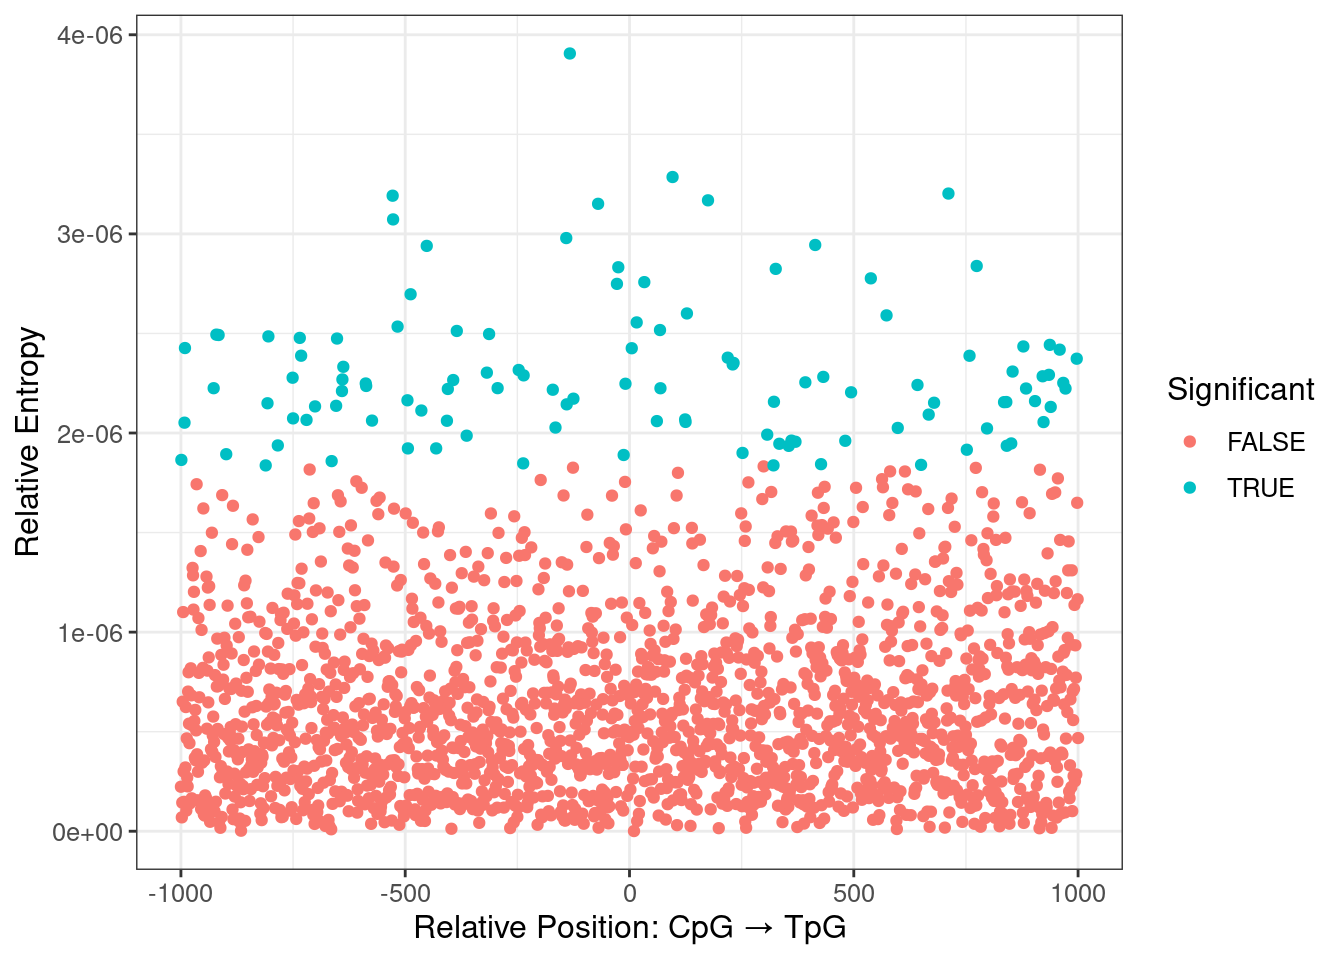 4e-06
3e-06
2e-06
1e-06
0e+00
Relative Entropy
-1000
-500
0
500
1000
Relative Position: CpG → TpG
Significant
FALSE
TRUE